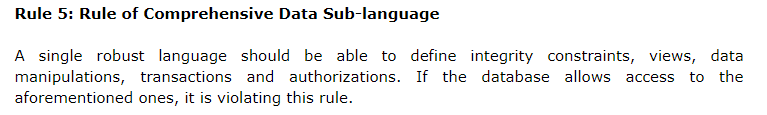 Rule 5: Rule of Comprehensive Data Sub-language
A single robust language should be able to define integrity constraints, views, data
manipulations, transactions and authorizations. If the database allows access to the
aforementioned ones, it is violating this rule.